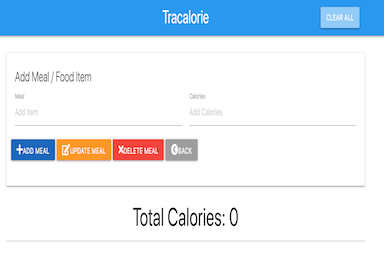 Tracalorie
CLEAR ALL
Add Meal / Food Item
Meal
Calories
Add Item
Add Calories
ADD MEAL
UPDATE MEAL
DELETE MEAL
BACK
Total Calories: 0